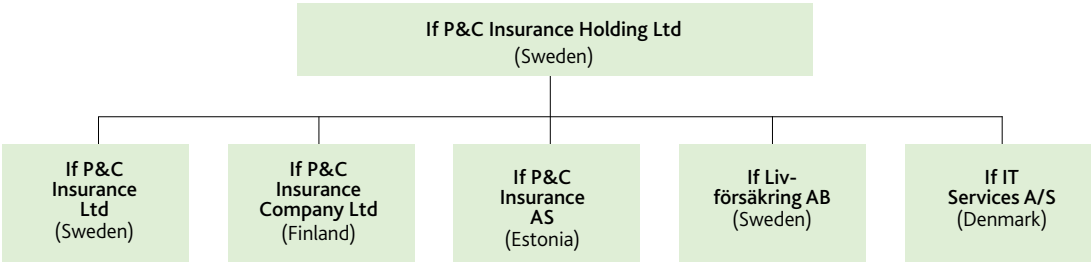 If P&C Insurance Holding Ltd
(Sweden)
If P&C
Insurance
Ltd
(Sweden)
If P&C
Insurance
Company Ltd
(Finland)
If P&C
Insurance
AS
(Estonia)
If Liv-
försäkring AB
(Sweden)
If IT
Services A/S
(Denmark)